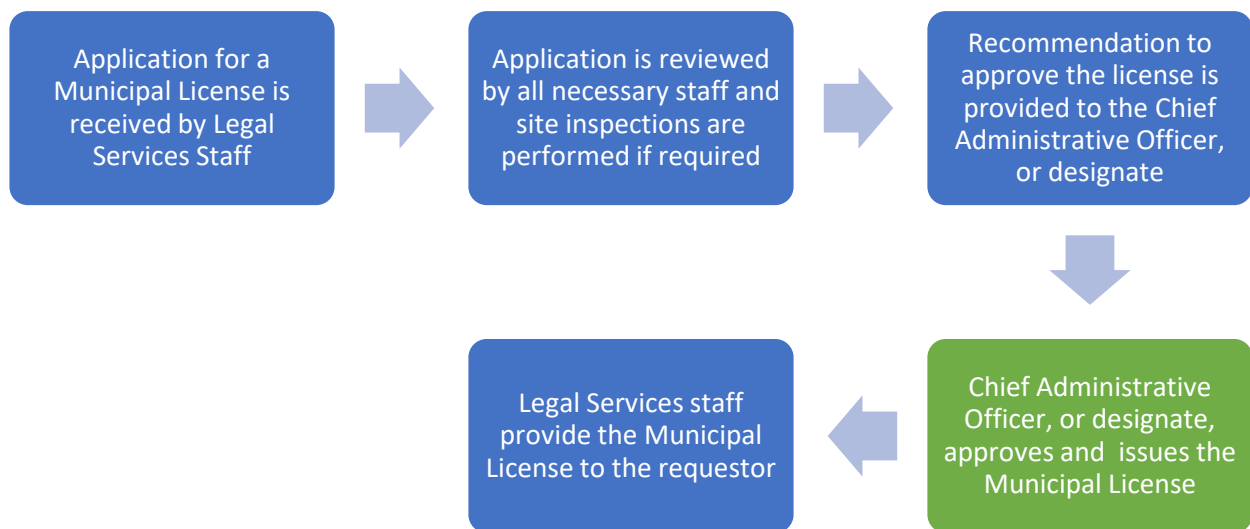 Application for a
Municipal License is
received by Legal
Services Staff
Application is reviewed
by all necessary staff and
site inspections are
performed if required
Recommendation to
approve the license is
provided to the Chief
Administrative Officer,
or designate
Chief Administrative
Officer, or designate,
approves and  issues the
Municipal License
Legal Services staff
provide the Municipal
License to the requestor